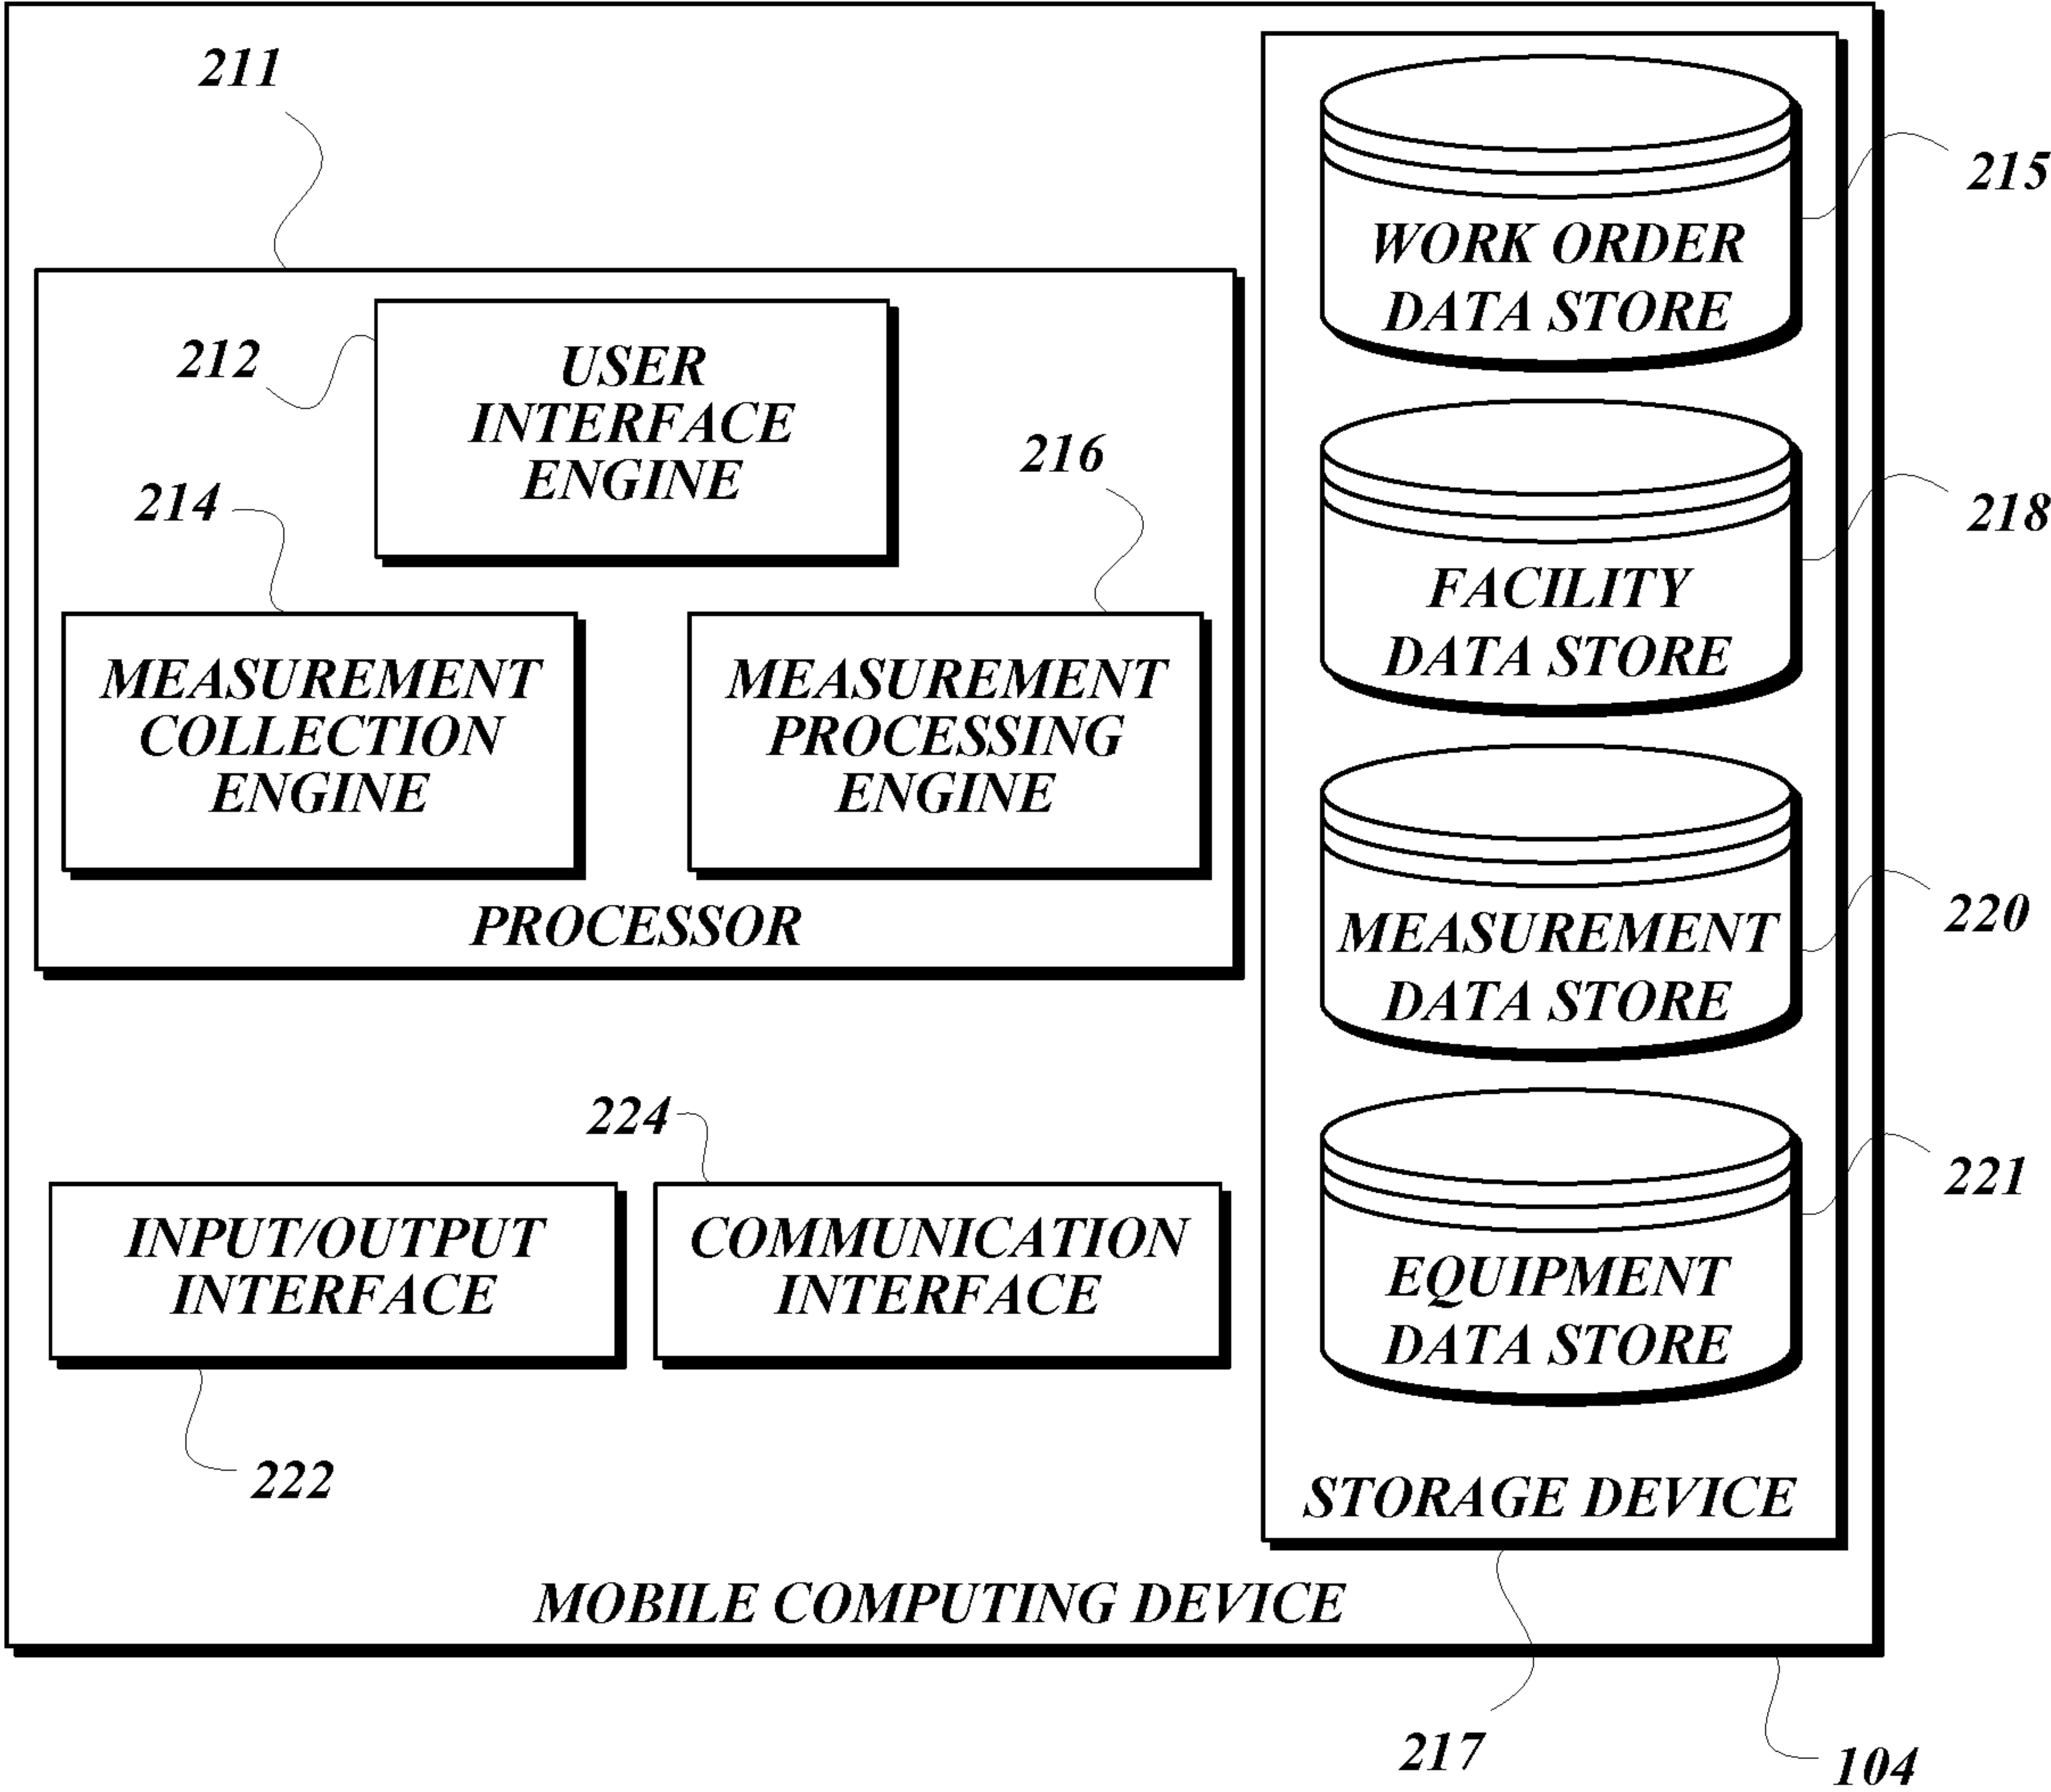 211
212
USER
INTERFACE
ENGINE
214
MEASUREMENT
COLLECTION
ENGINE
216
MEASUREMENT
PROCESSING
ENGINE
PROCESSOR
224
INPUT/OUTPUT
INTERFACE
COMMUNICATION
INTERFACE
222
WORK ORDER
DATA STORE
215
FACILITY
DATA STORE
218
MEASUREMENT
DATA STORE
220
EQUIPMENT
DATA STORE
221
STORAGE DEVICE
MOBILE COMPUTING DEVICE
217
104